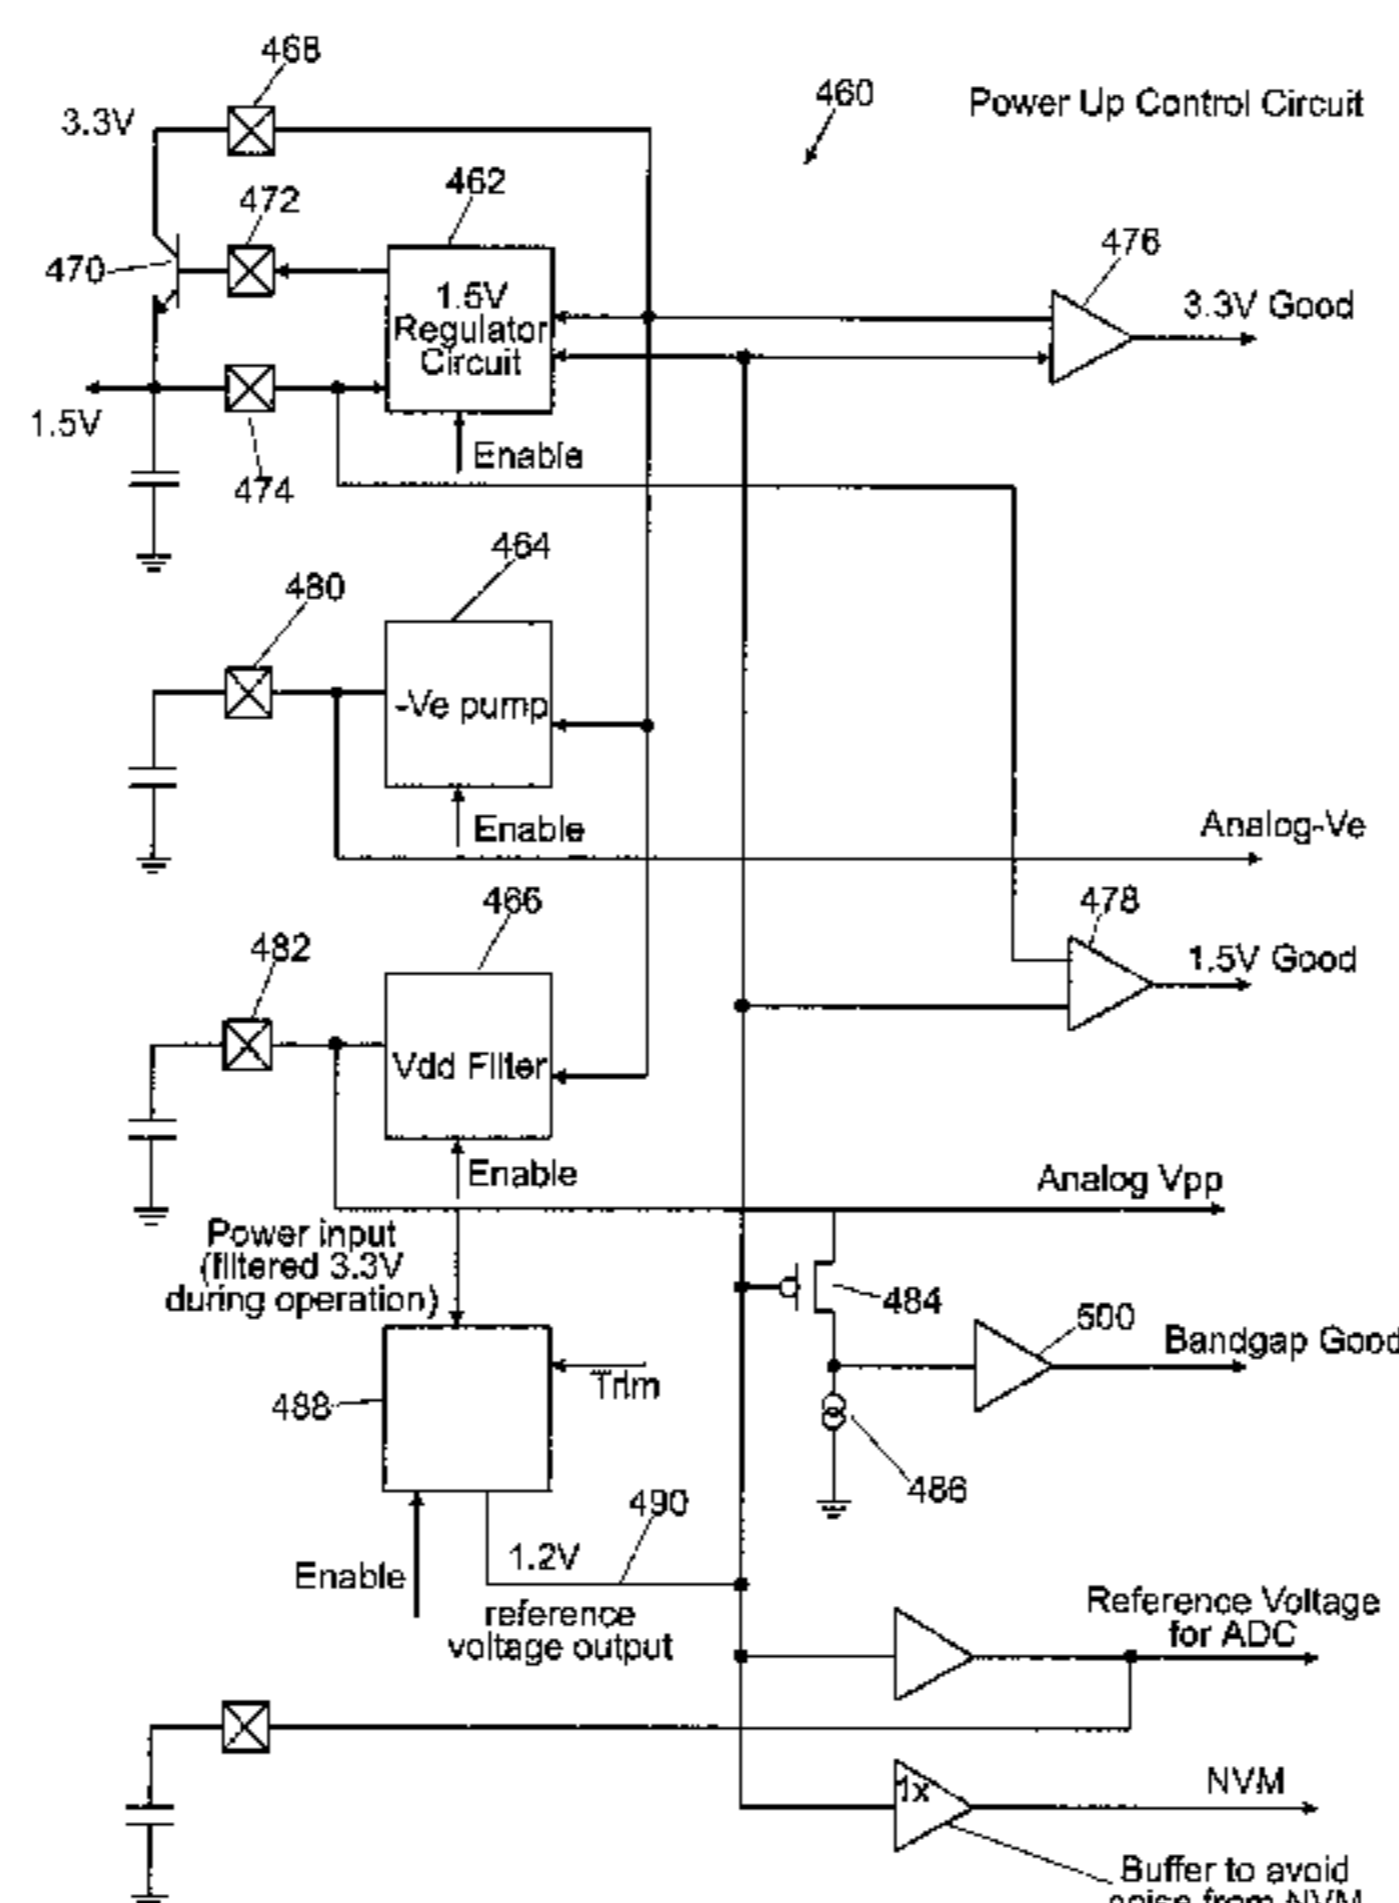 468
460
Power Up Control Circuit
3.3V
462
472
476
470
3.3V Good
1.5V
Regulator
Circuit
1.5V
Enable
474
464
480
-Ve pump
Enable
Analog-Ve
466
478
482
1.5V Good
Vdd Filter
Enable
Analog Vpp
Power input
(filtered 3.3V
during operation)
484
500
Bandgap Good
Trim
488
486
490
1.2V
Enable
reference
voltage output
Reference Voltage
for ADC
1x
NVM
Buffer to avoid
noise from NVM